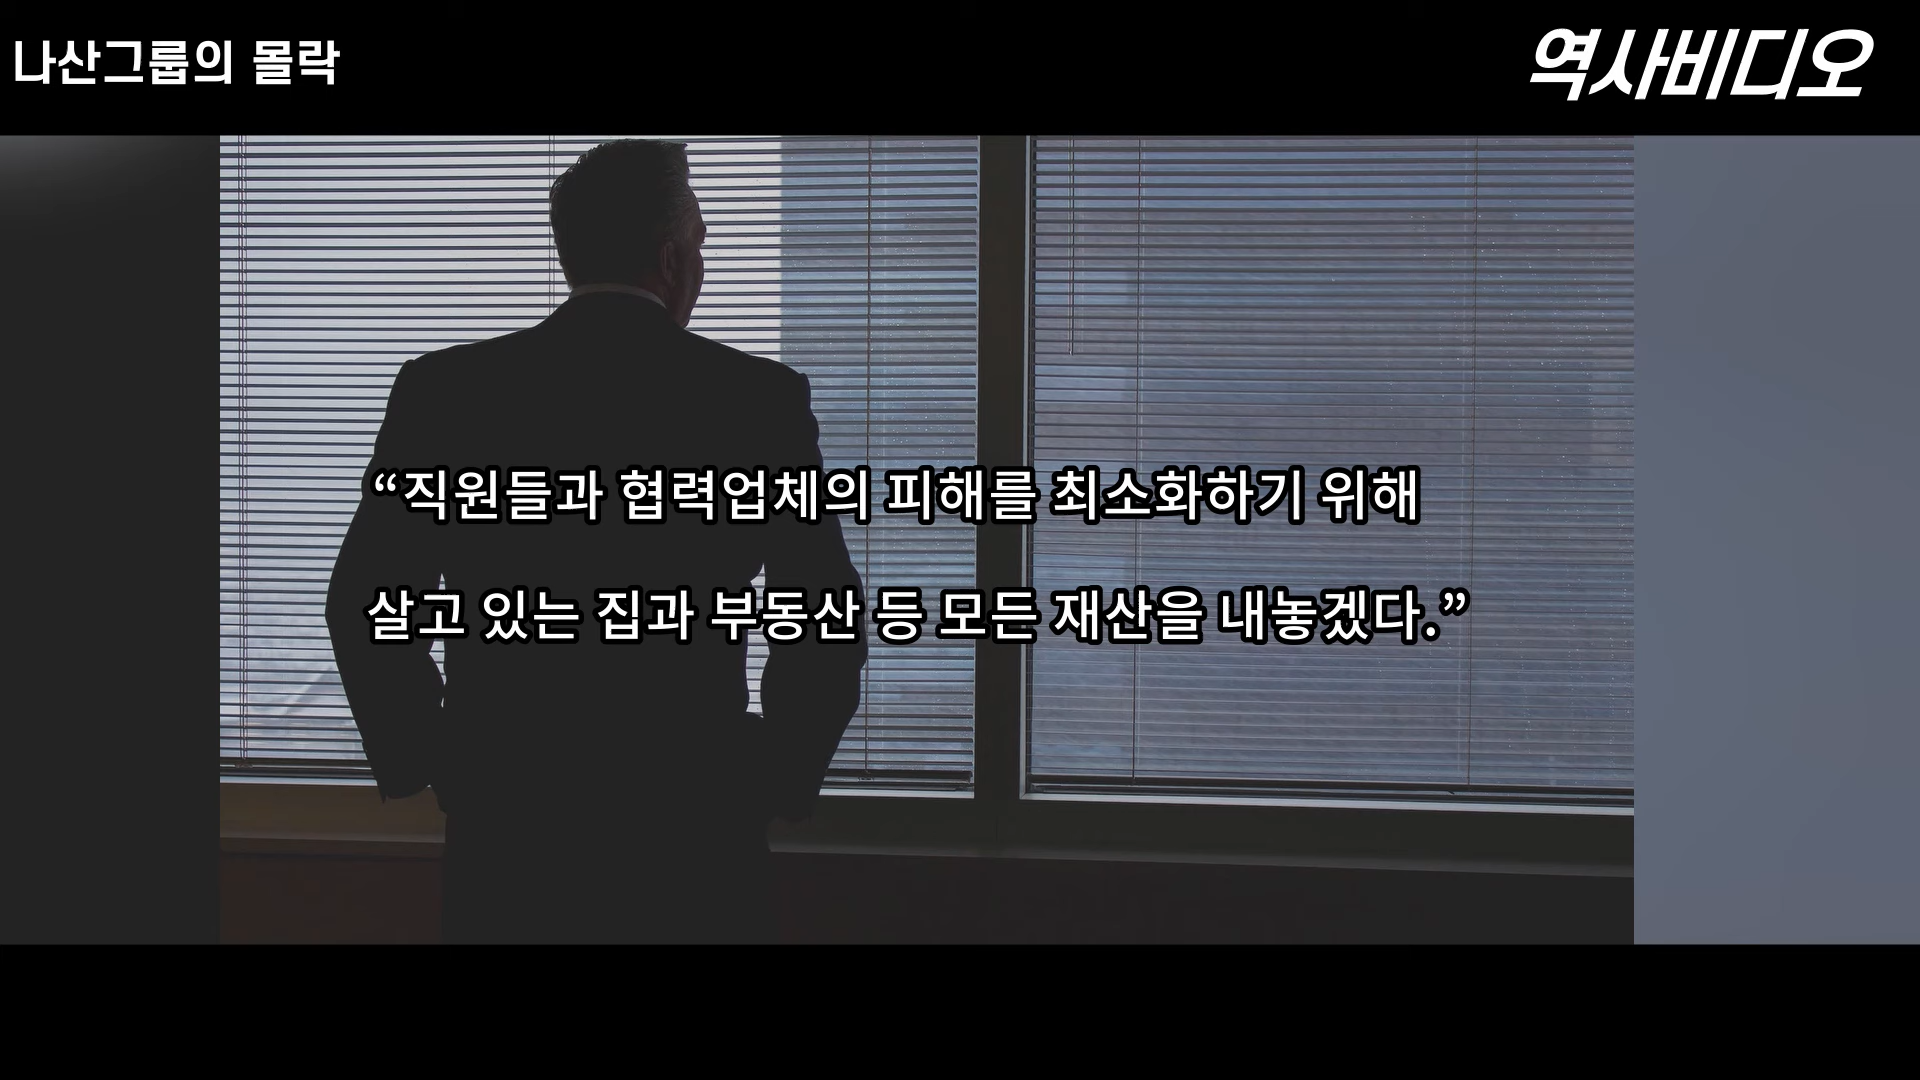 나산그룹의 몰락
역사비디오
“직원들과 협력업체의 피해를 최소화하기 위해
살고 있는 집과 부동산 등 모든 재산을 내놓겠다.”